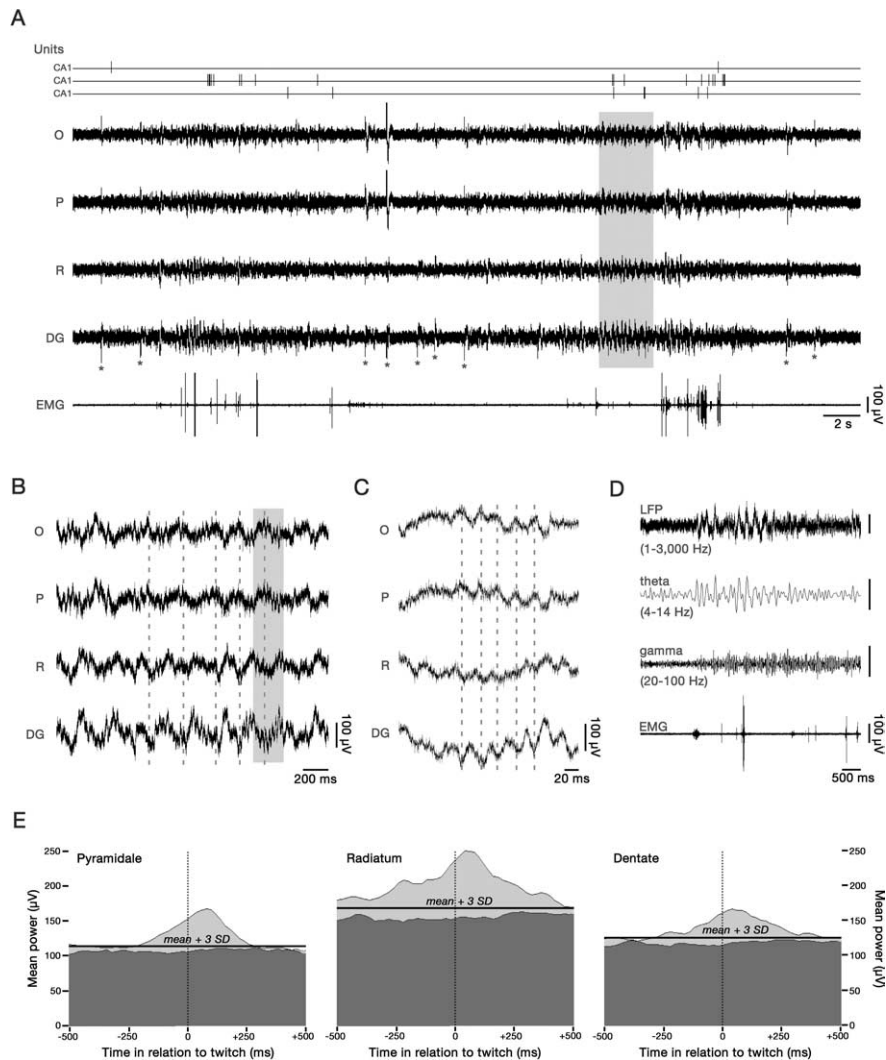 A
Units
CA1
CA1
CA1
O
P
R
DG
* * * * * * * * *
EMG
100 µV
2 s
B
O
P
R
DG
100 µV
200 ms
C
O
P
R
DG
100 µV
20 ms
D
LFP
(1-3,000 Hz)
theta
(4-14 Hz)
gamma
(20-100 Hz)
EMG
100 µV
500 ms
E
Mean power (µV)
250
200
150
100
50
0
Pyramidale
mean + 3 SD
-500 -250 0 +250 +500
Time in relation to twitch (ms)
Radiatum
mean + 3 SD
-500 -250 0 +250 +500
Time in relation to twitch (ms)
Dentate
mean + 3 SD
-500 -250 0 +250 +500
Time in relation to twitch (ms)
250
200
150
100
50
0
Mean power (µV)